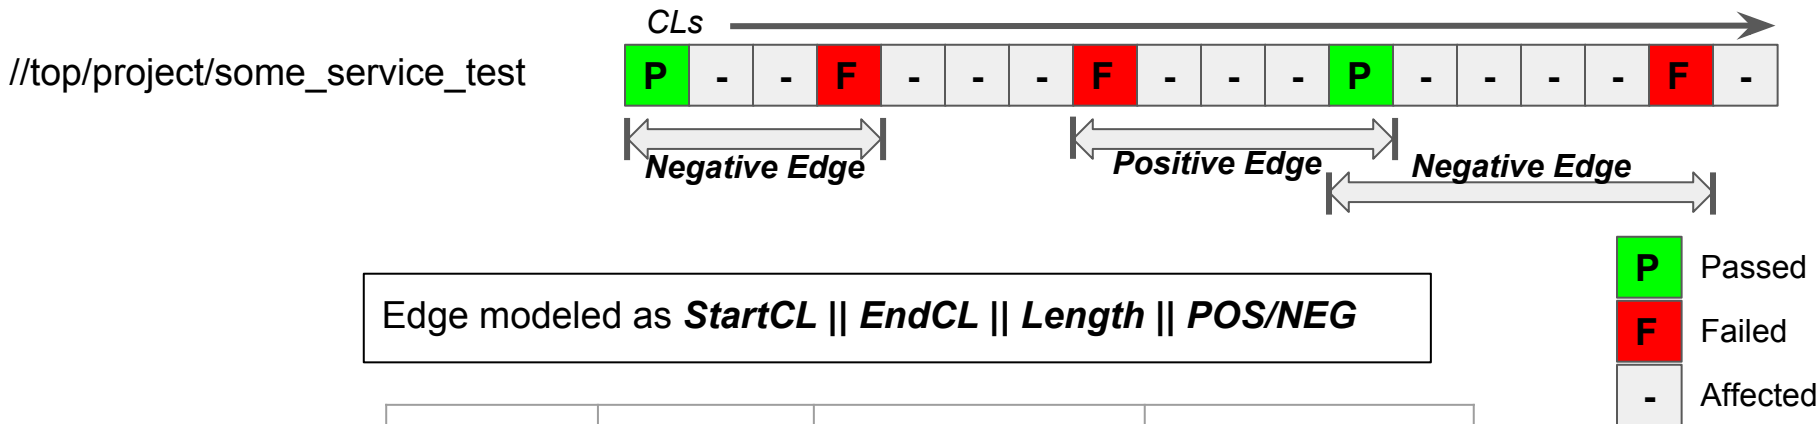 CLs
//top/project/some_service_test P - - F - - - F - - - P - - - - F -
Negative Edge Positive Edge Negative Edge
P Passed
Edge modeled as StartCL || EndCL || Length || POS/NEG
F Failed
- Affected